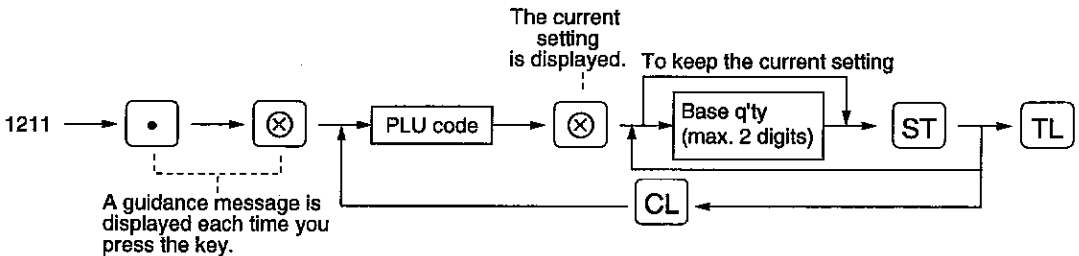 The current
setting
is displayed.
To keep the current setting
1211
•
⊗
PLU code
⊗
Base q'ty
(max. 2 digits)
ST
TL
CL
A guidance message is
displayed each time you
press the key.